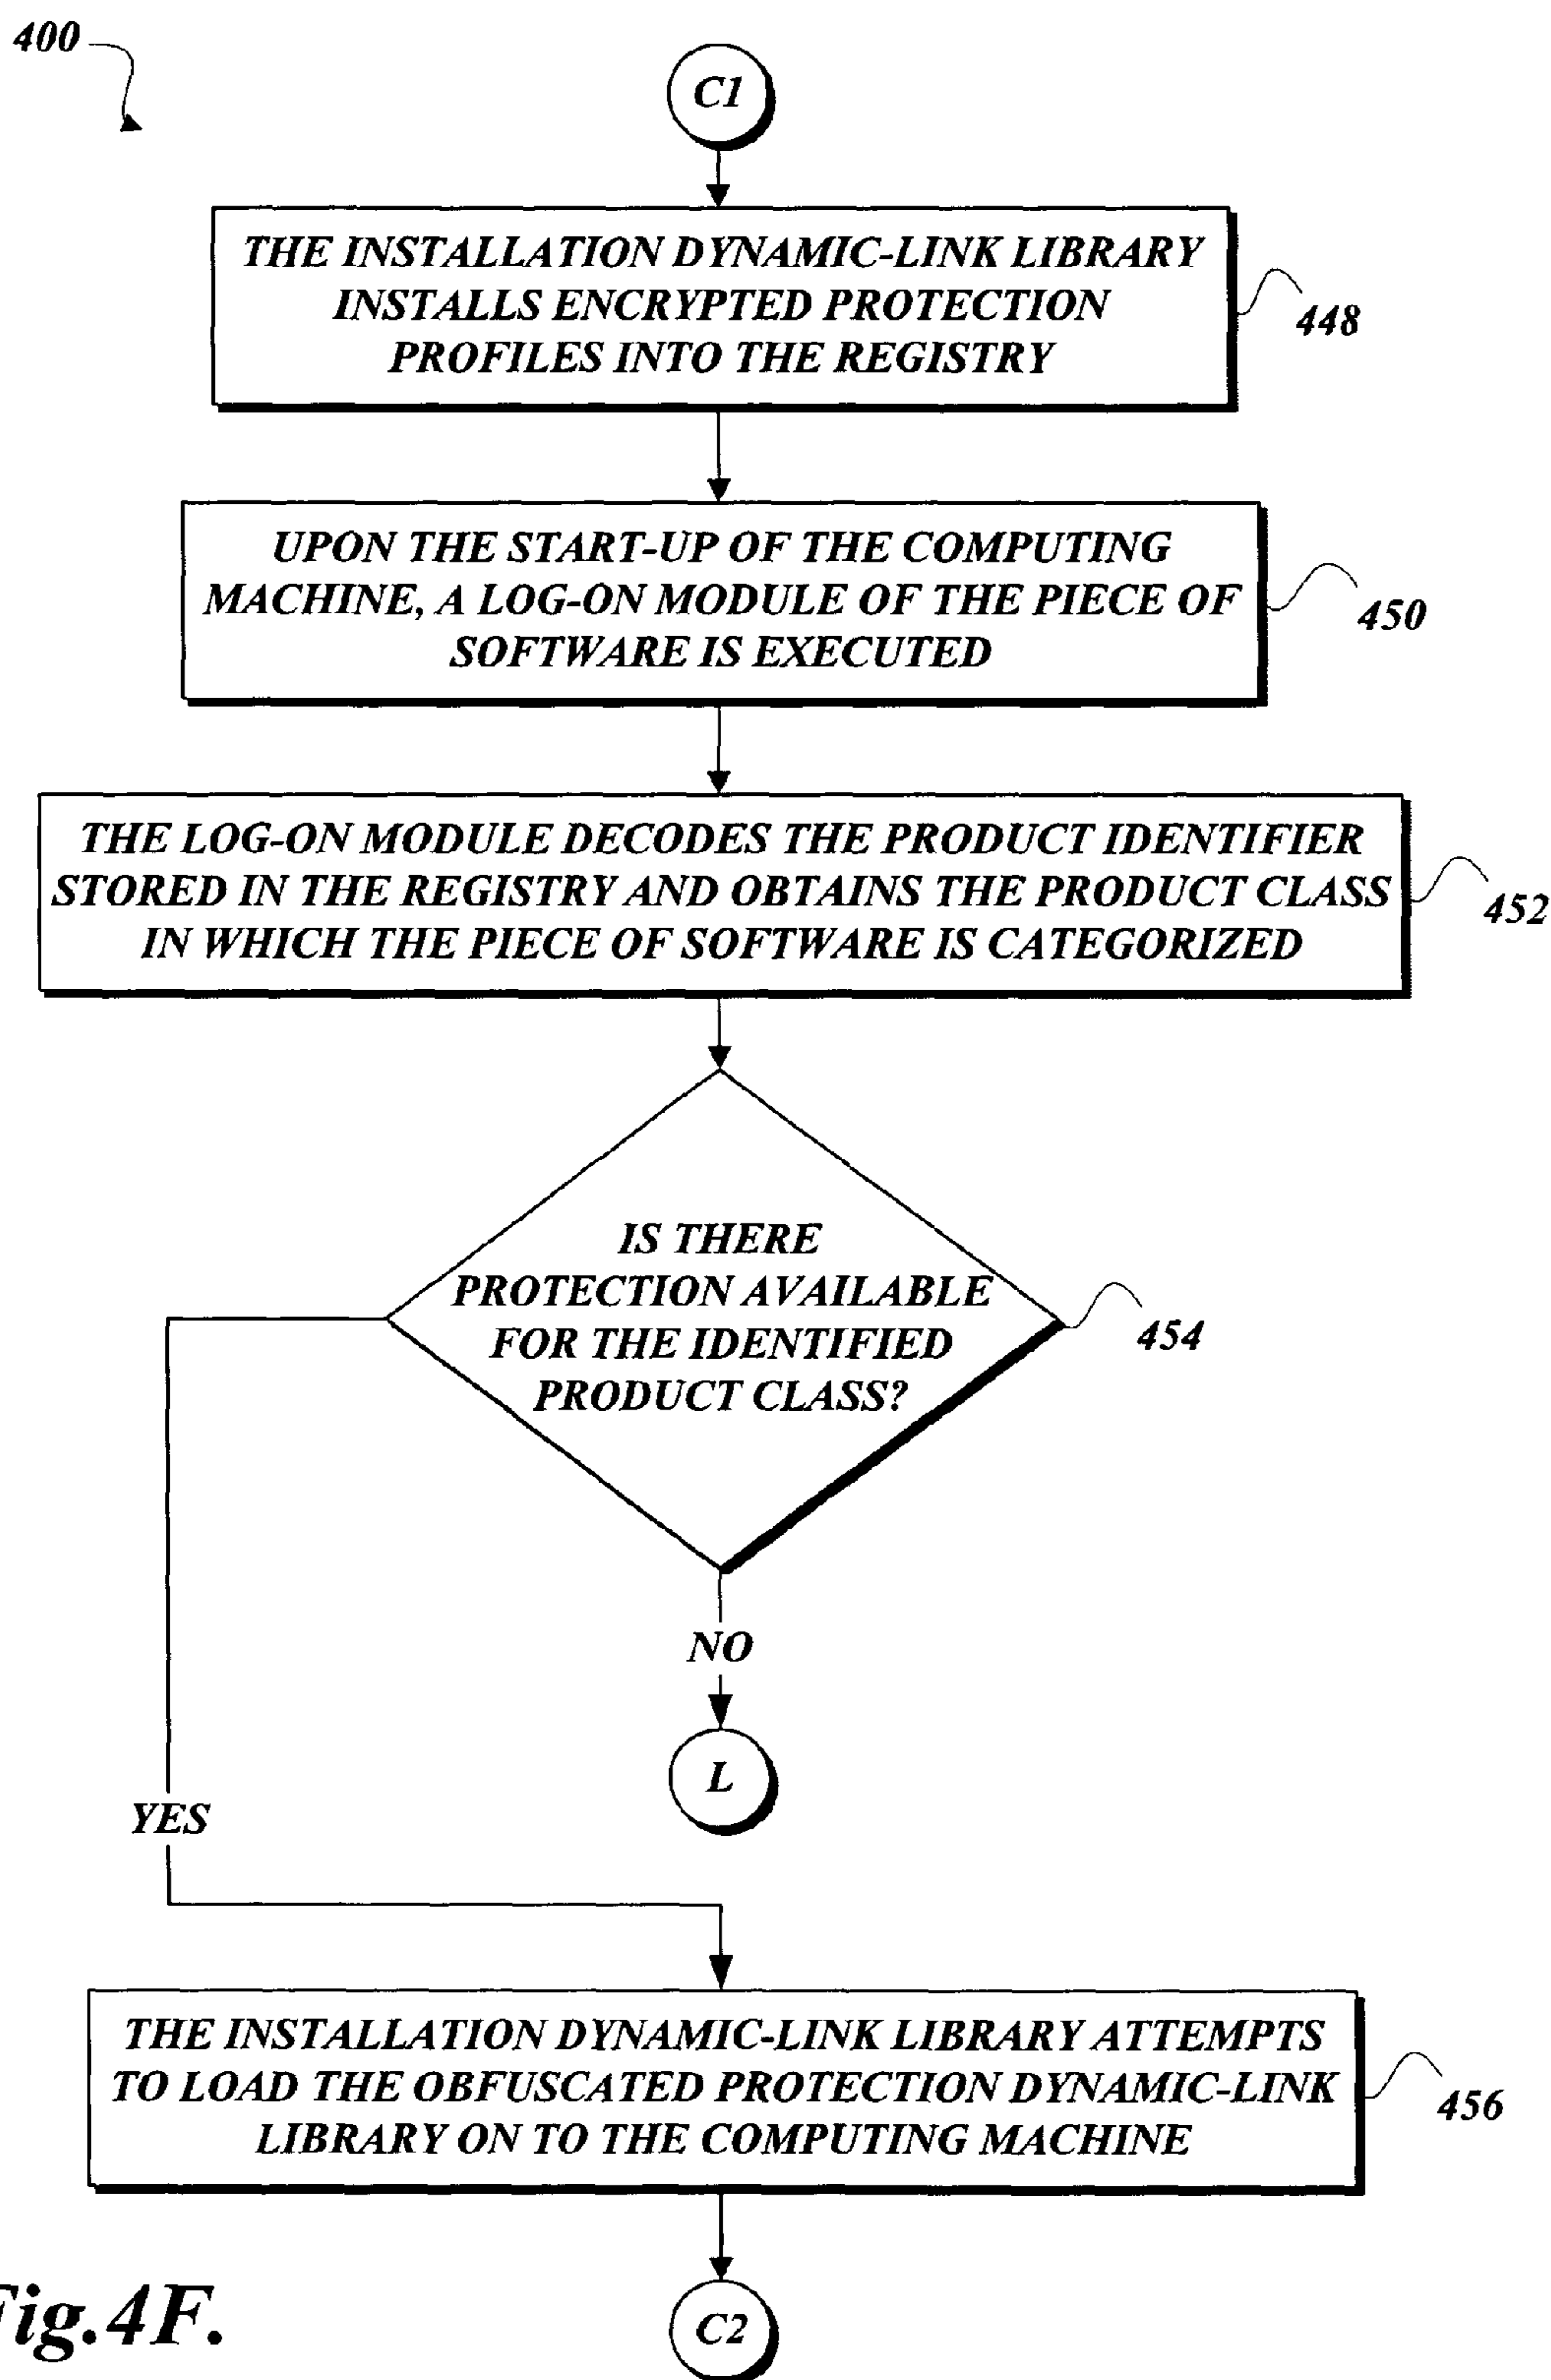 400
C1
THE INSTALLATION DYNAMIC-LINK LIBRARY
INSTALLS ENCRYPTED PROTECTION
PROFILES INTO THE REGISTRY
448
UPON THE START-UP OF THE COMPUTING
MACHINE, A LOG-ON MODULE OF THE PIECE OF
SOFTWARE IS EXECUTED
450
THE LOG-ON MODULE DECODES THE PRODUCT IDENTIFIER
STORED IN THE REGISTRY AND OBTAINS THE PRODUCT CLASS
IN WHICH THE PIECE OF SOFTWARE IS CATEGORIZED
452
IS THERE
PROTECTION AVAILABLE
FOR THE IDENTIFIED
PRODUCT CLASS?
454
NO
L
YES
THE INSTALLATION DYNAMIC-LINK LIBRARY ATTEMPTS
TO LOAD THE OBFUSCATED PROTECTION DYNAMIC-LINK
LIBRARY ON TO THE COMPUTING MACHINE
456
C2
Fig.4F.